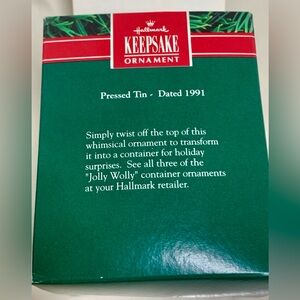 Hallmark
KEEPSAKE
ORNAMENT
Pressed Tin - Dated 1991
Simply twist off the top of this
whimsical ornament to transform
it into a container for holiday
surprises. See all three of the
"Jolly Wolly" container ornaments
at your Hallmark retailer.